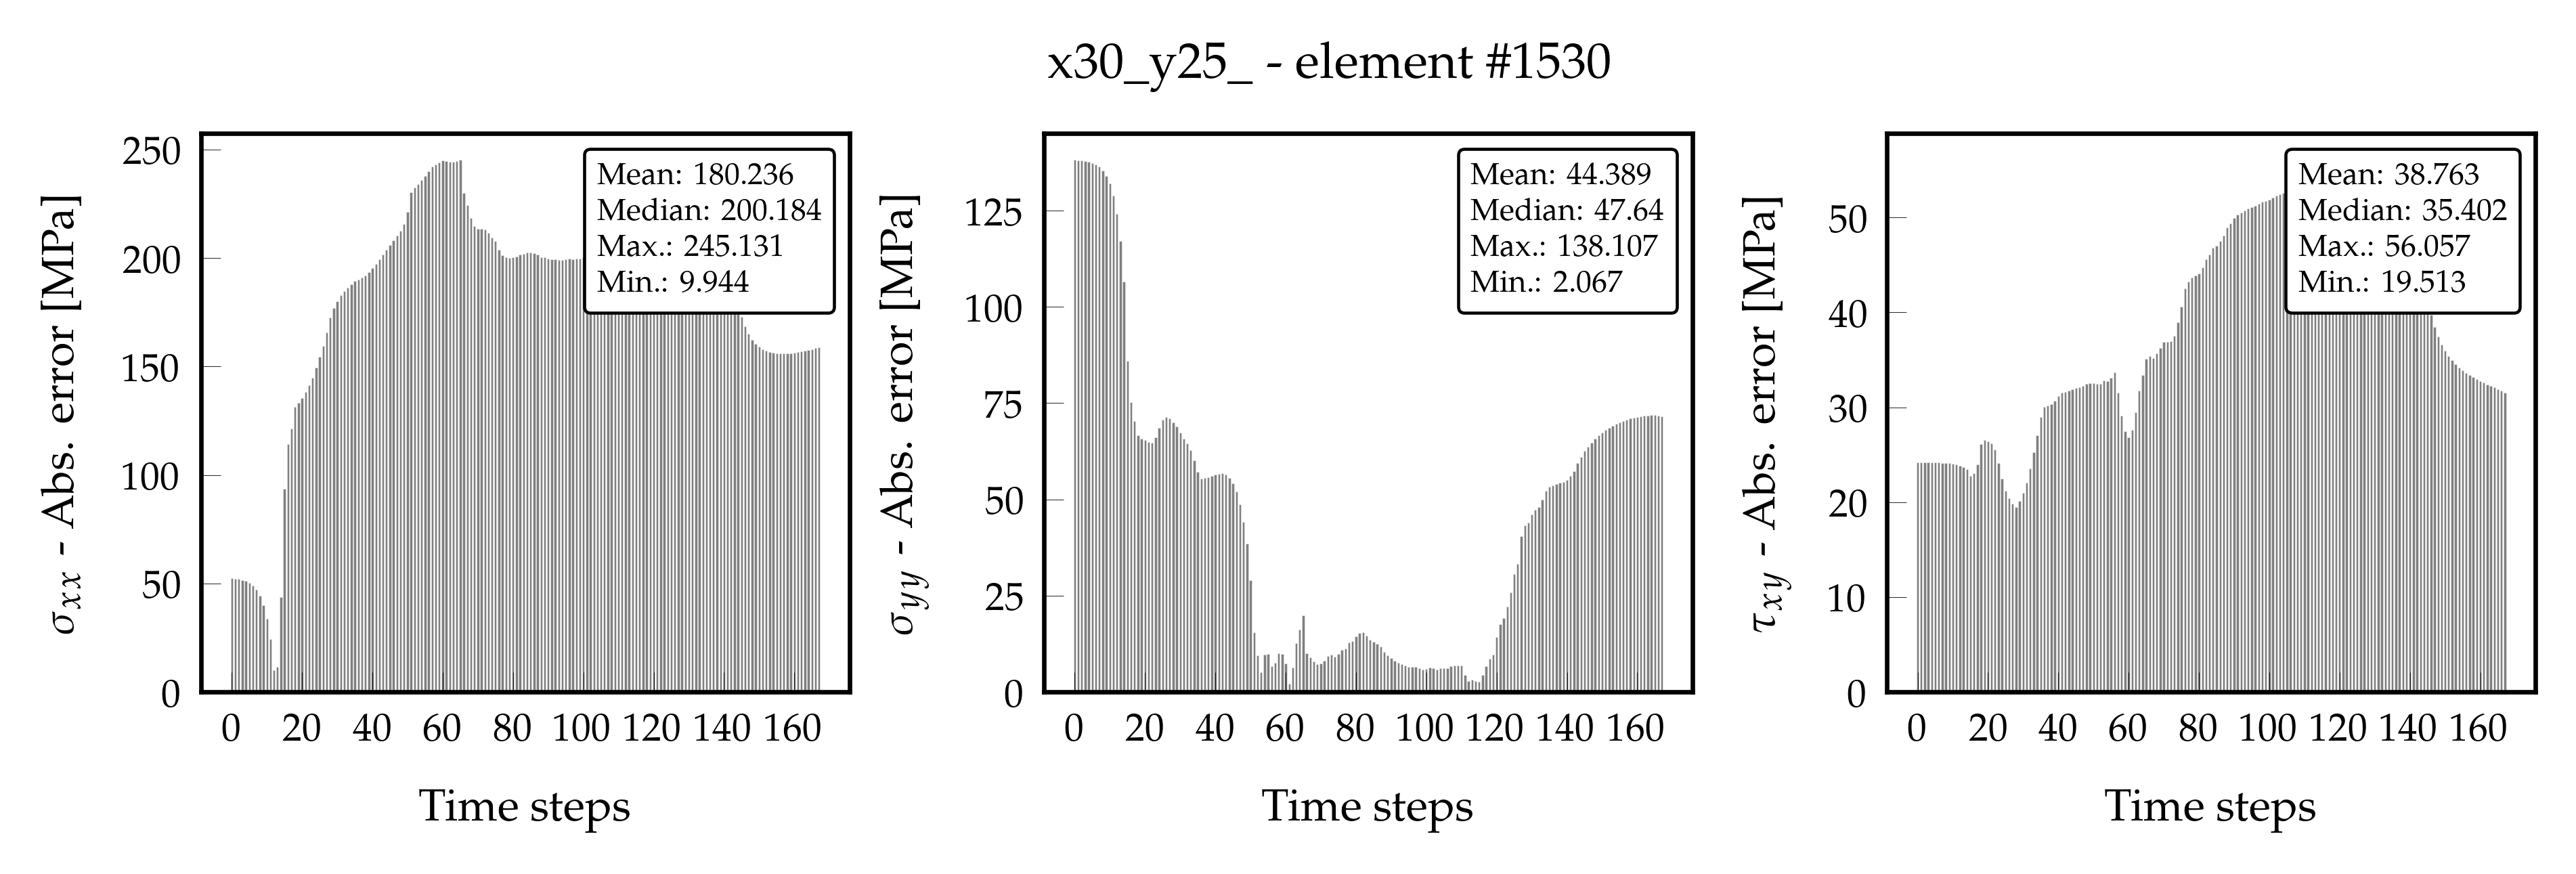 x30_y25_ - element #1530
σxx - Abs. error [MPa]
250
200
150
100
50
0
Mean: 180.236
Median: 200.184
Max.: 245.131
Min.: 9.944
0 20 40 60 80 100 120 140 160
Time steps
σyy - Abs. error [MPa]
125
100
75
50
25
0
Mean: 44.389
Median: 47.64
Max.: 138.107
Min.: 2.067
0 20 40 60 80 100 120 140 160
Time steps
τxy - Abs. error [MPa]
50
40
30
20
10
0
Mean: 38.763
Median: 35.402
Max.: 56.057
Min.: 19.513
0 20 40 60 80 100 120 140 160
Time steps